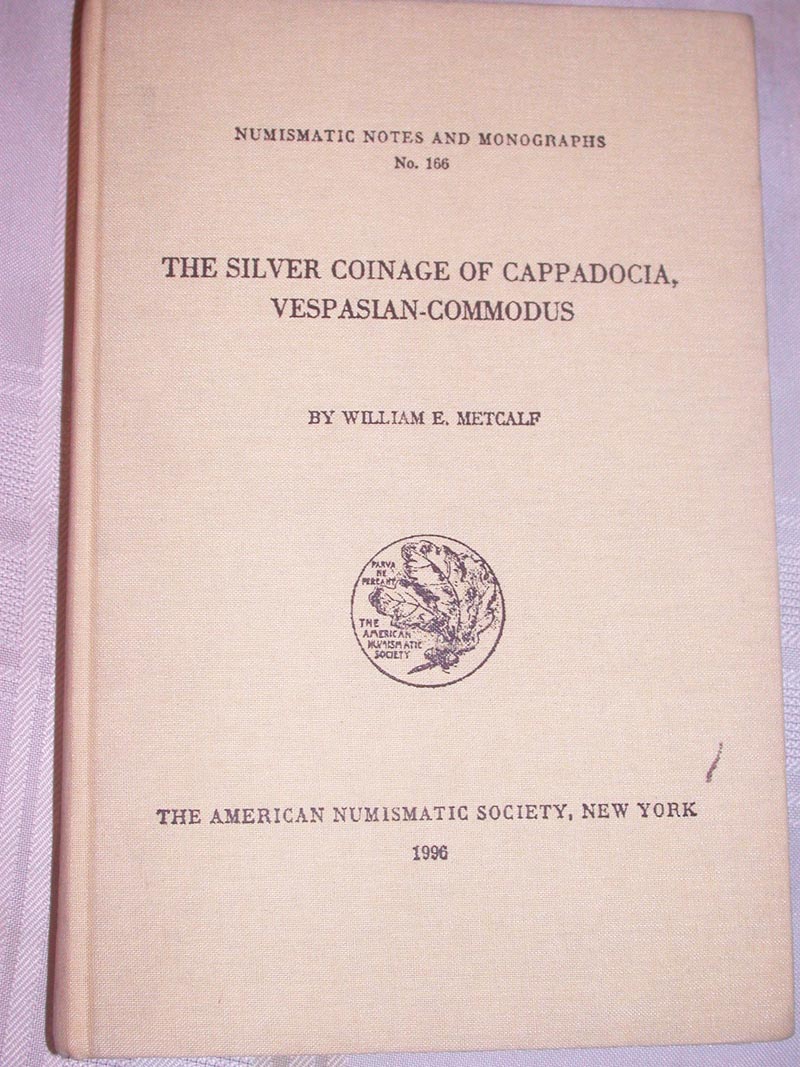 NUMISMATIC NOTES AND MONOGRAPHS
No. 166
THE SILVER COINAGE OF CAPPADOCIA,
VESPASIAN-COMMODUS
BY WILLIAM E. METCALF
PARVA
NE
PEREANT
THE
AMERICAN
NUMISMATIC
SOCIETY
THE AMERICAN NUMISMATIC SOCIETY, NEW YORK
1996